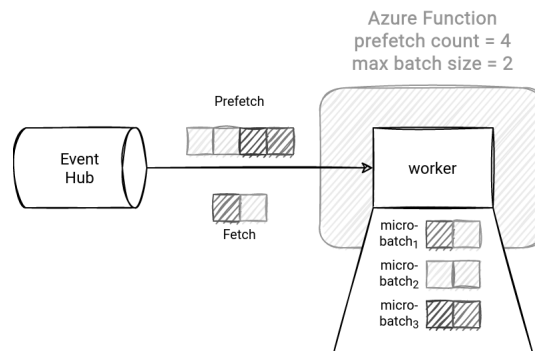 Azure Function
prefetch count = 4
max batch size = 2
Prefetch
Event
Hub
worker
Fetch
micro-
batch₁
micro-
batch₂
micro-
batch₃